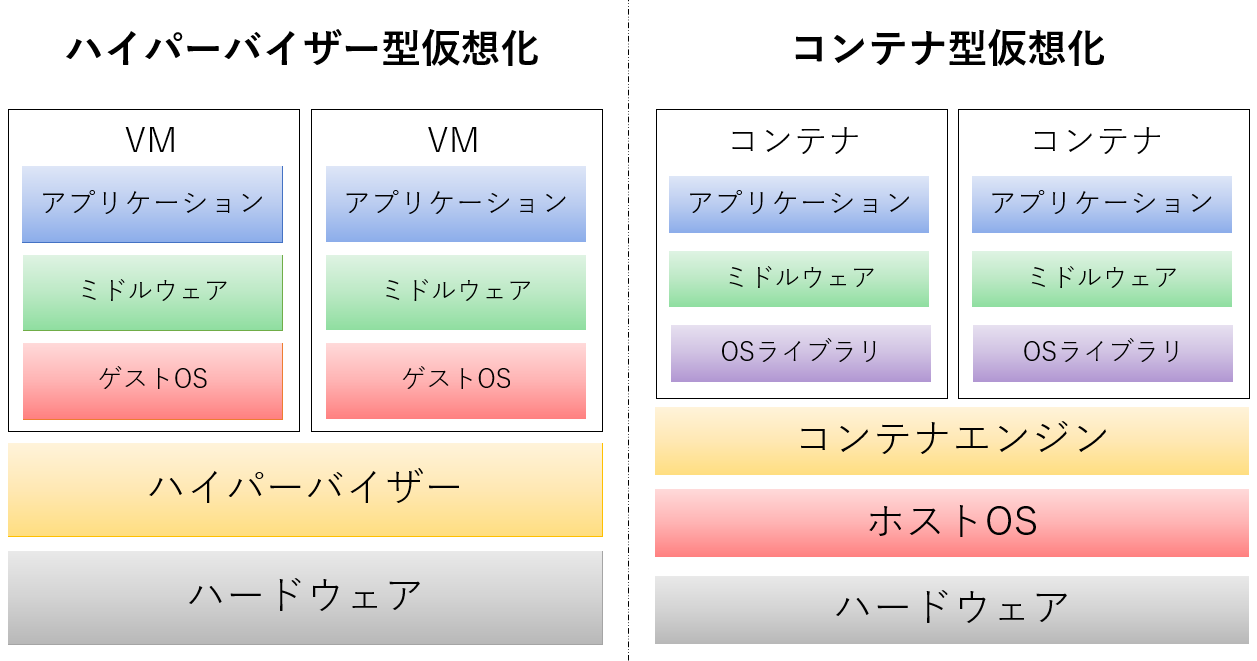 ハイパーバイザー型仮想化
VM
アプリケーション
ミドルウェア
ゲストOS
VM
アプリケーション
ミドルウェア
ゲストOS
ハイパーバイザー
ハードウェア
コンテナ型仮想化
コンテナ
アプリケーション
ミドルウェア
OSライブラリ
コンテナ
アプリケーション
ミドルウェア
OSライブラリ
コンテナエンジン
ホストOS
ハードウェア